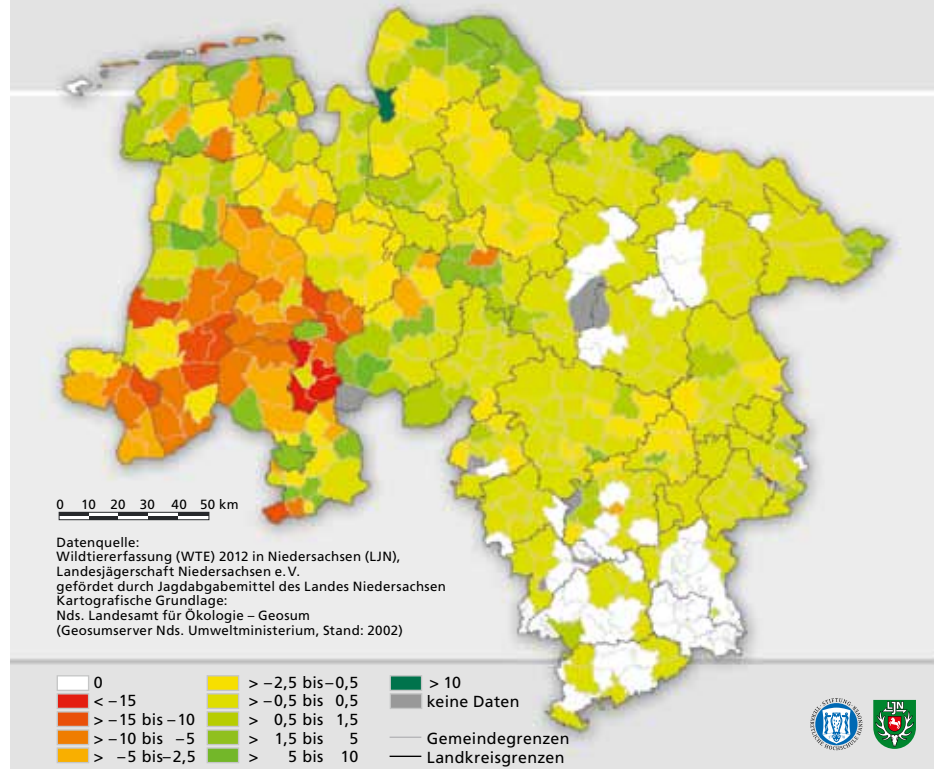 0 10 20 30 40 50 km
Datenquelle:
Wildtiererfassung (WTE) 2012 in Niedersachsen (LJN),
Landesjägerschaft Niedersachsen e.V.
gefördet durch Jagdabgabemittel des Landes Niedersachsen
Kartografische Grundlage:
Nds. Landesamt für Ökologie – Geosum
(Geosumserver Nds. Umweltministerium, Stand: 2002)
0
< −15
> −15 bis −10
> −10 bis −5
> −5 bis −2,5
> −2,5 bis −0,5
> −0,5 bis 0,5
> 0,5 bis 1,5
> 1,5 bis 5
> 5 bis 10
> 10
keine Daten
Gemeindegrenzen
Landkreisgrenzen
STIFTUNG
LJN